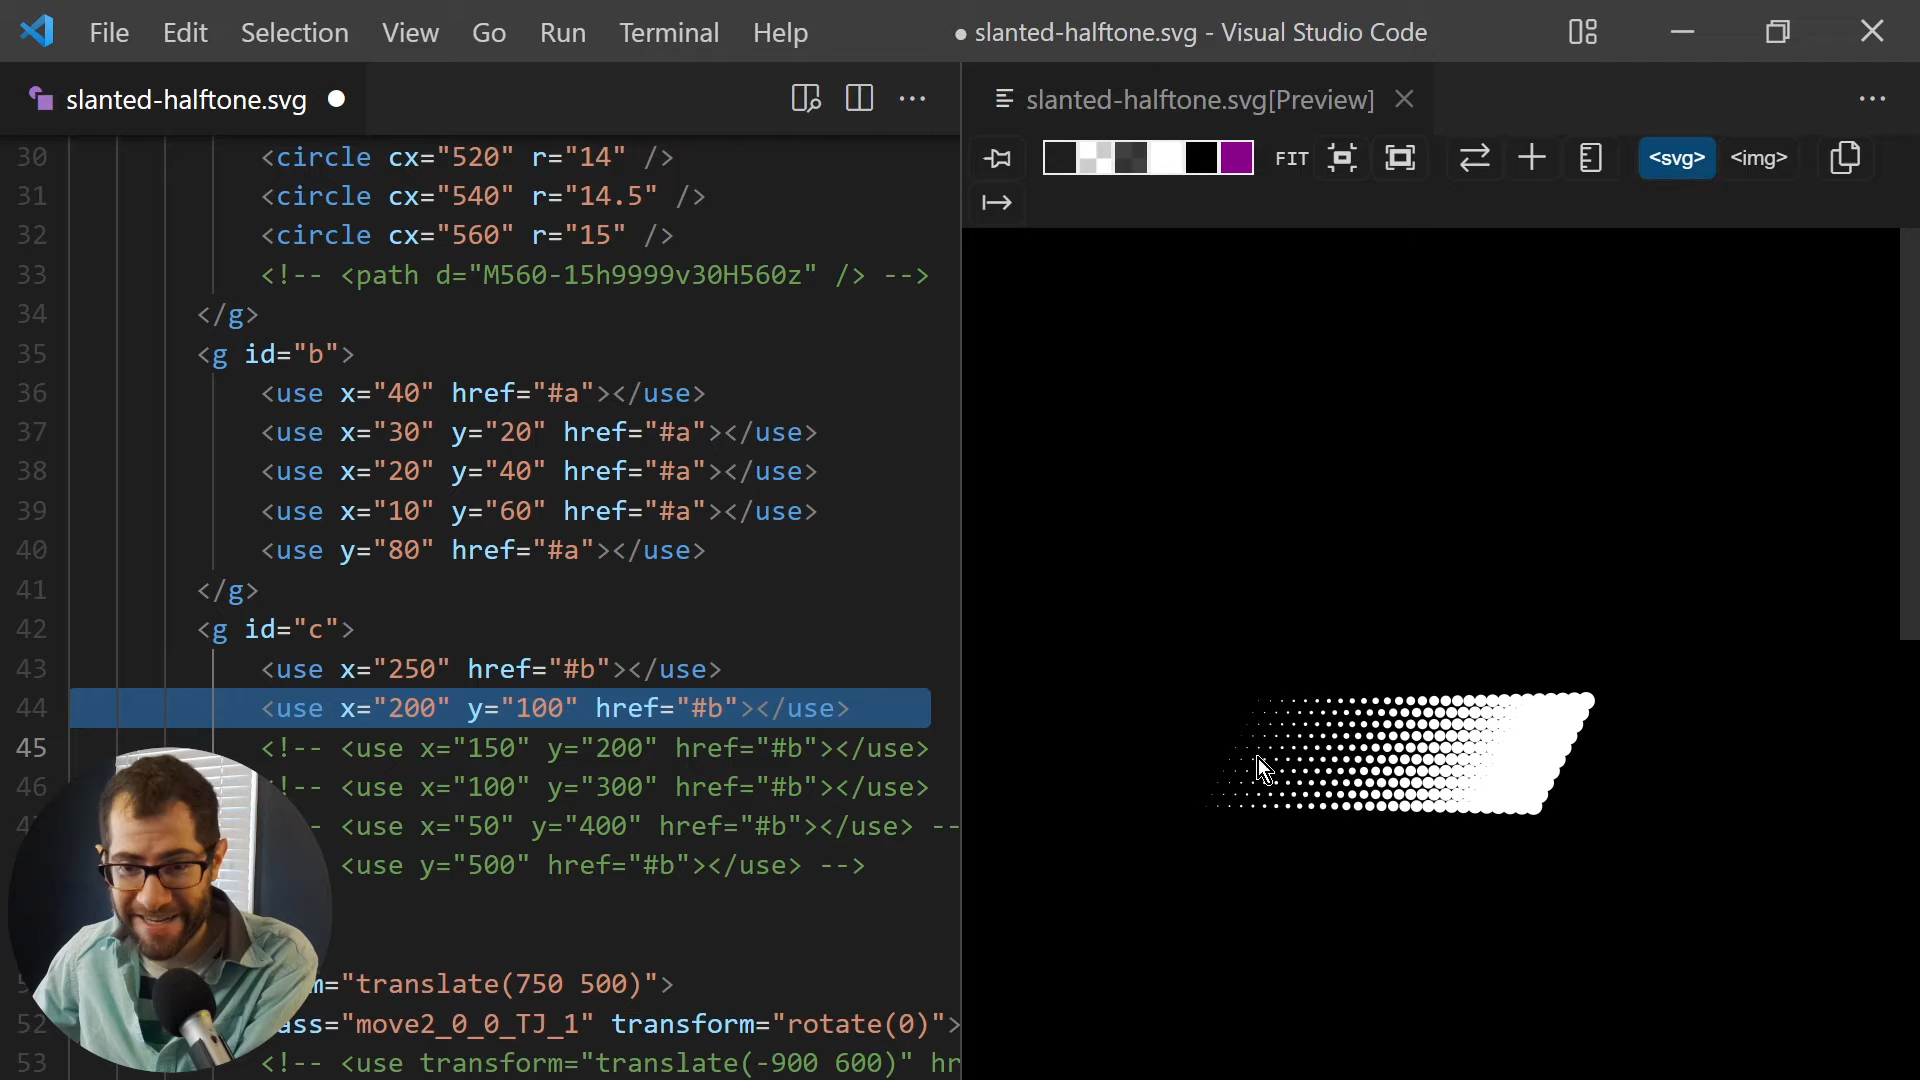 File Edit Selection View Go Run Terminal Help
● slanted-halftone.svg - Visual Studio Code
slanted-halftone.svg
slanted-halftone.svg[Preview]
FIT
<svg>
<img>
30 <circle cx="520" r="14" />
31 <circle cx="540" r="14.5" />
32 <circle cx="560" r="15" />
33 <!-- <path d="M560-15h9999v30H560z" /> -->
34 </g>
35 <g id="b">
36 <use x="40" href="#a"></use>
37 <use x="30" y="20" href="#a"></use>
38 <use x="20" y="40" href="#a"></use>
39 <use x="10" y="60" href="#a"></use>
40 <use y="80" href="#a"></use>
41 </g>
42 <g id="c">
43 <use x="250" href="#b"></use>
44 <use x="200" y="100" href="#b"></use>
45 <!-- <use x="150" y="200" href="#b"></use>
46 !-- <use x="100" y="300" href="#b"></use>
<use x="50" y="400" href="#b"></use> --
<use y="500" href="#b"></use> -->
="translate(750 500)">
52 ass="move2_0_0_TJ_1" transform="rotate(0)">
53 <!-- <use transform="translate(-900 600)" hr